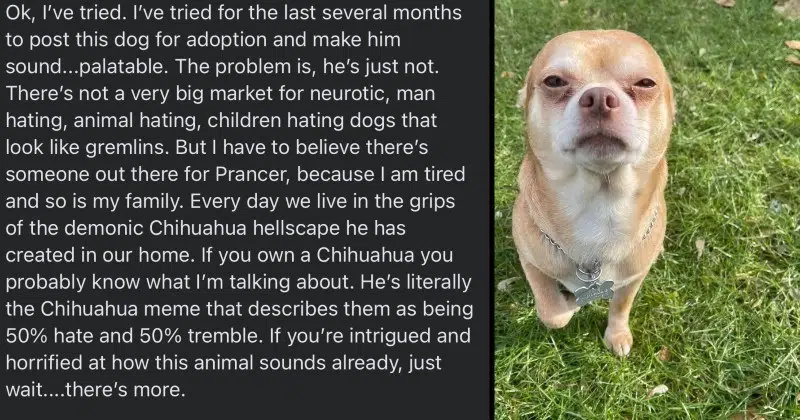 Ok, I’ve tried. I’ve tried for the last several months
to post this dog for adoption and make him
sound...palatable. The problem is, he’s just not.
There’s not a very big market for neurotic, man
hating, animal hating, children hating dogs that
look like gremlins. But I have to believe there’s
someone out there for Prancer, because I am tired
and so is my family. Every day we live in the grips
of the demonic Chihuahua hellscape he has
created in our home. If you own a Chihuahua you
probably know what I’m talking about. He’s literally
the Chihuahua meme that describes them as being
50% hate and 50% tremble. If you’re intrigued and
horrified at how this animal sounds already, just
wait....there’s more.